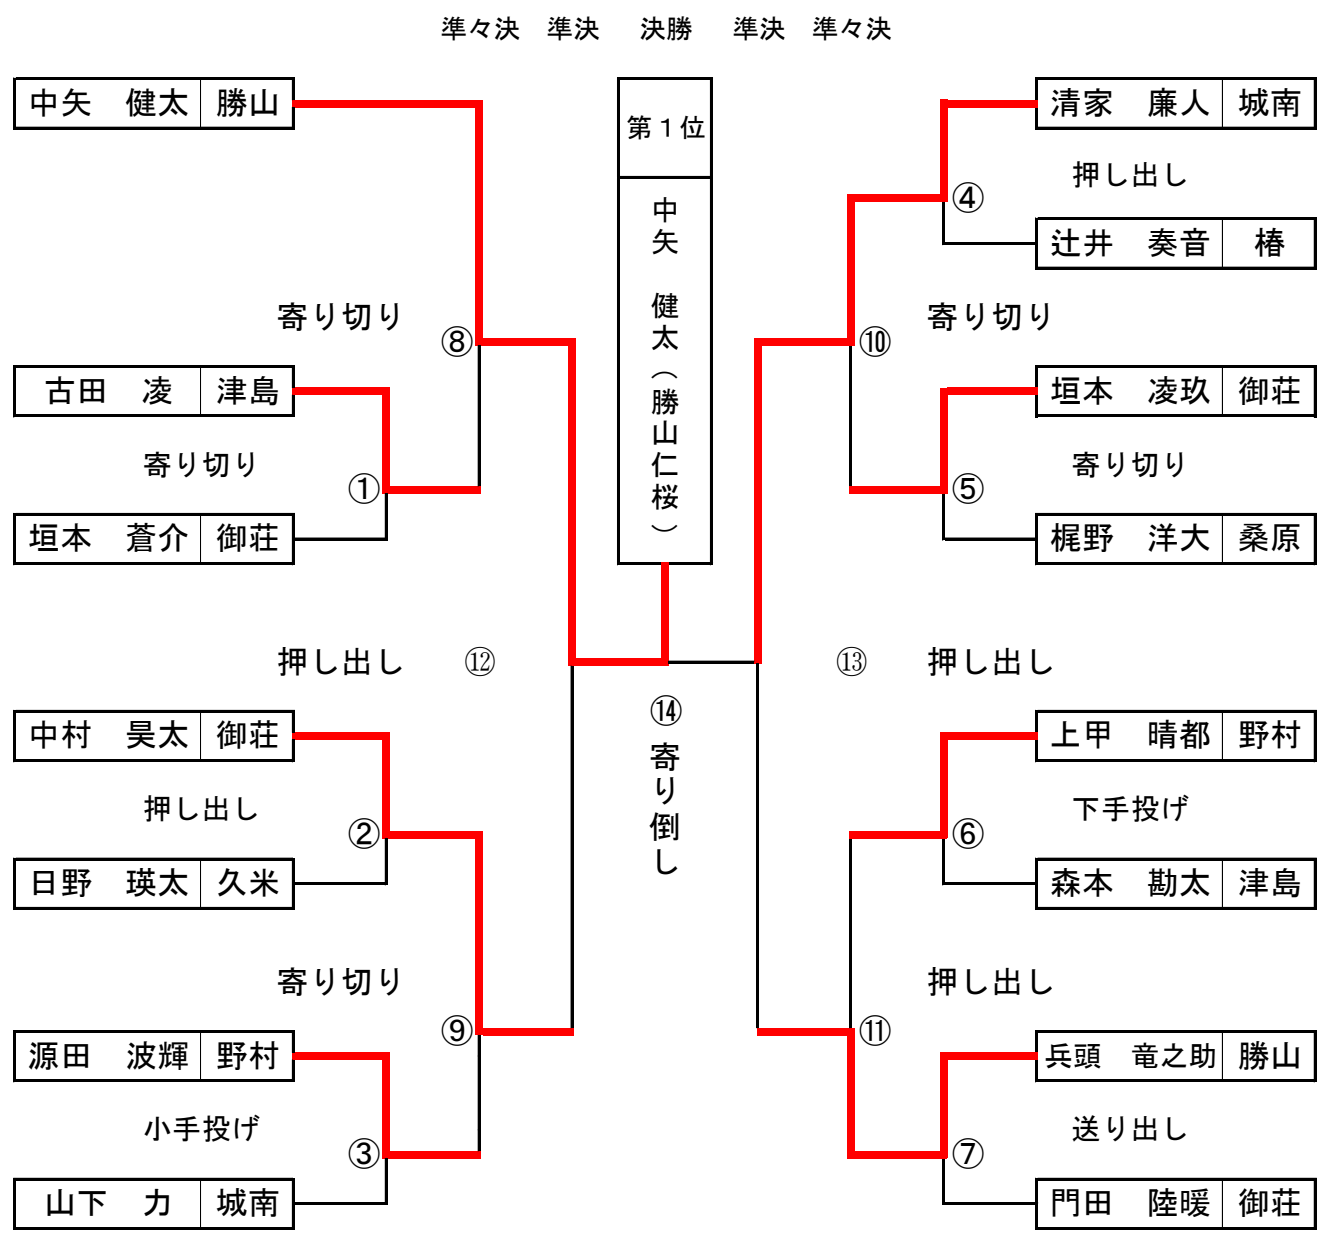 準々決 準決 決勝 準決 準々決
中矢 健太 勝山
寄り切り
⑧
古田 凌 津島
寄り切り
①
垣本 蒼介 御荘
押し出し
⑫
中村 昊太 御荘
押し出し
②
日野 瑛太 久米
寄り切り
⑨
源田 波輝 野村
小手投げ
③
山下 力 城南
第1位
中矢 健太(勝山仁桜)
⑭
寄り倒し
清家 廉人 城南
押し出し
④
辻井 奏音 椿
寄り切り
⑩
垣本 凌玖 御荘
寄り切り
⑤
梶野 洋大 桑原
⑬
押し出し
上甲 晴都 野村
下手投げ
⑥
森本 勘太 津島
押し出し
⑪
兵頭 竜之助 勝山
送り出し
⑦
門田 陸暖 御荘